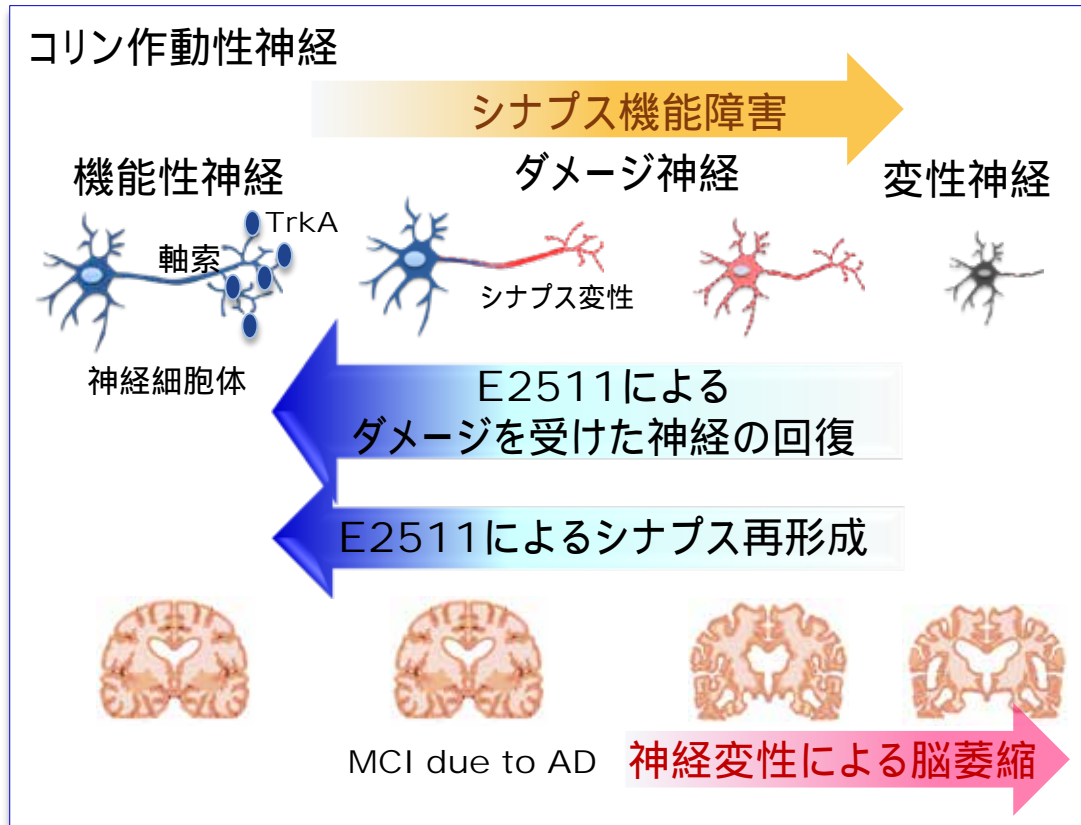 コリン作動性神経
シナプス機能障害
機能性神経
ダメージ神経
変性神経
TrkA
軸索
シナプス変性
神経細胞体
E2511による
ダメージを受けた神経の回復
E2511によるシナプス再形成
MCI due to AD
神経変性による脳萎縮